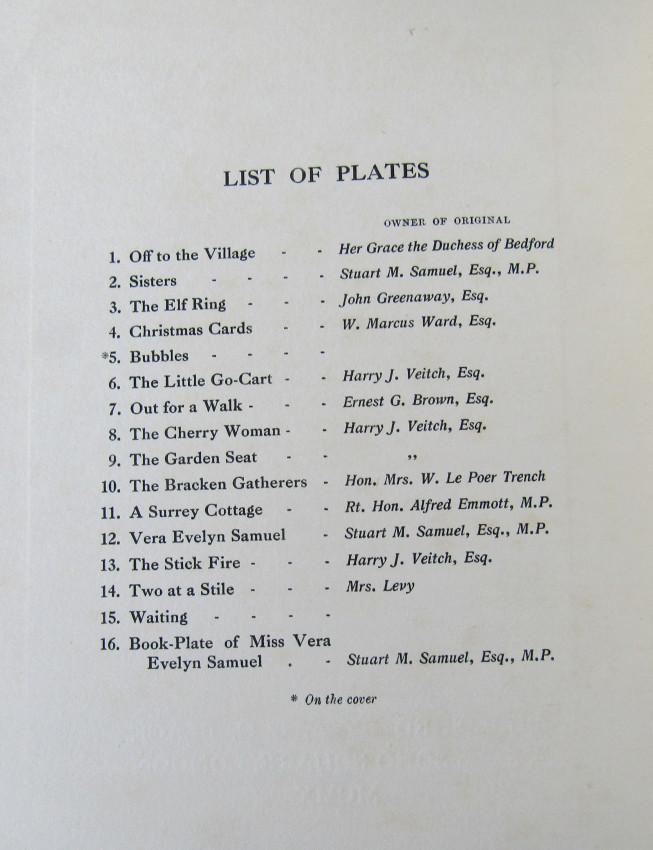 LIST OF PLATES
OWNER OF ORIGINAL
1. Off to the Village - - Her Grace the Duchess of Bedford
2. Sisters - - - - Stuart M. Samuel, Esq., M.P.
3. The Elf Ring - - - John Greenaway, Esq.
4. Christmas Cards - - W. Marcus Ward, Esq.
*5. Bubbles - - - -
6. The Little Go-Cart - - Harry J. Veitch, Esq.
7. Out for a Walk - - - Ernest G. Brown, Esq.
8. The Cherry Woman - - Harry J. Veitch, Esq.
9. The Garden Seat - - ,,
10. The Bracken Gatherers - Hon. Mrs. W. Le Poer Trench
11. A Surrey Cottage - - Rt. Hon. Alfred Emmott, M.P.
12. Vera Evelyn Samuel - Stuart M. Samuel, Esq., M.P.
13. The Stick Fire - - - Harry J. Veitch, Esq.
14. Two at a Stile - - - Mrs. Levy
15. Waiting - - - -
16. Book-Plate of Miss Vera
Evelyn Samuel . - Stuart M. Samuel, Esq., M.P.
* On the cover